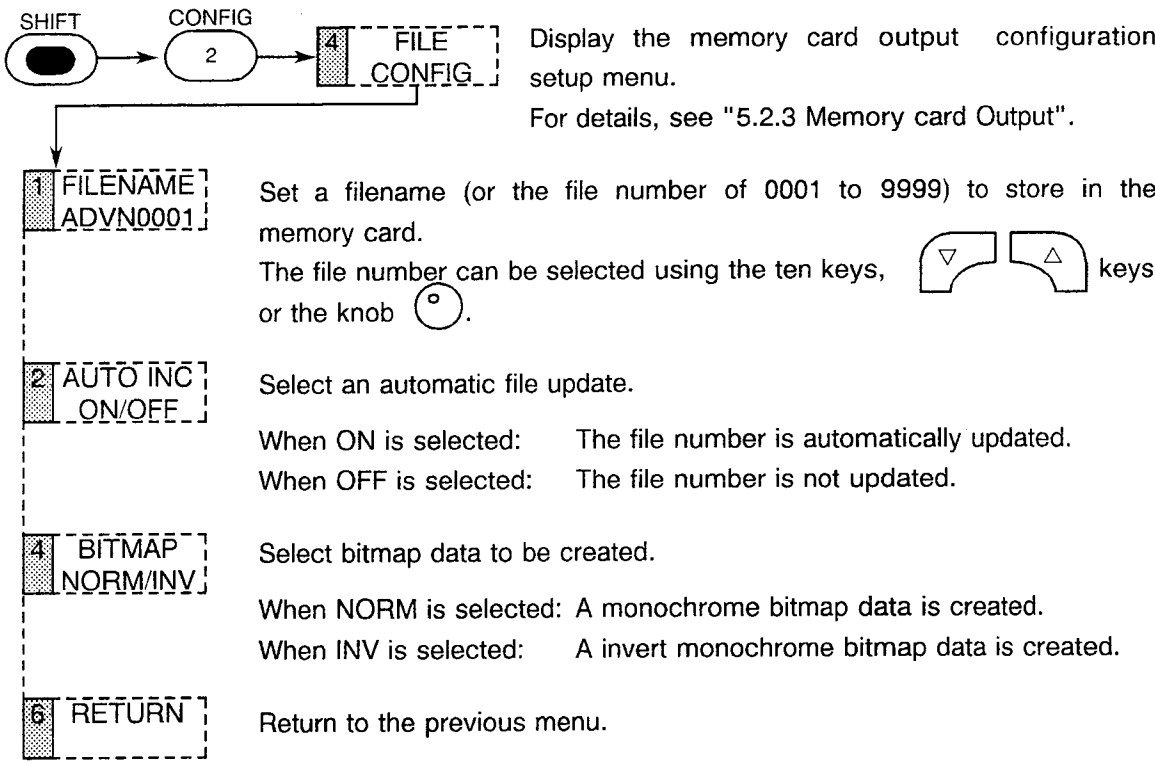 SHIFT
CONFIG
2
4 FILE
CONFIG
Display the memory card output configuration
setup menu.
For details, see "5.2.3 Memory card Output".
1 FILENAME
ADVN0001
Set a filename (or the file number of 0001 to 9999) to store in the
memory card.
The file number can be selected using the ten keys, ▽ △ keys
or the knob .
2 AUTO INC
ON/OFF
Select an automatic file update.
When ON is selected: The file number is automatically updated.
When OFF is selected: The file number is not updated.
4 BITMAP
NORM/INV
Select bitmap data to be created.
When NORM is selected: A monochrome bitmap data is created.
When INV is selected: A invert monochrome bitmap data is created.
6 RETURN
Return to the previous menu.